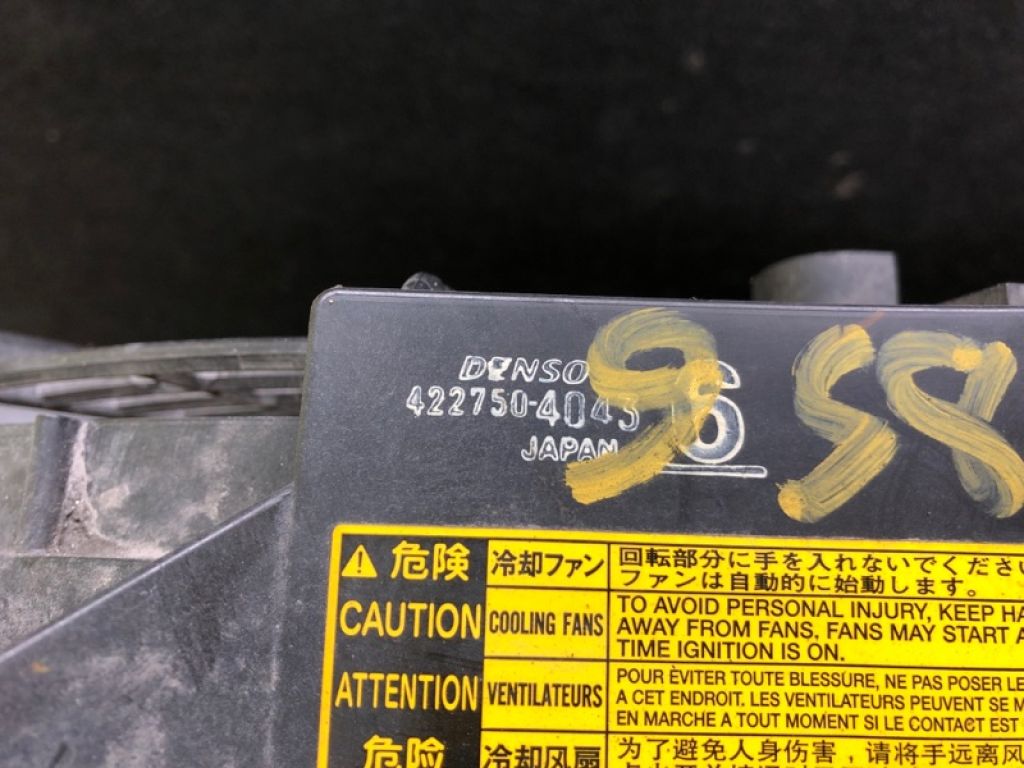 DENSO
422750-4043
JAPAN
6
958
⚠ 危険 冷却ファン 回転部分に手を入れないでくださ
ファンは自動的に始動します。
CAUTION COOLING FANS TO AVOID PERSONAL INJURY, KEEP HA
AWAY FROM FANS, FANS MAY START A
TIME IGNITION IS ON.
ATTENTION VENTILATEURS POUR ÈVITER TOUTE BLESSURE, NE PAS POSER LE
A CET ENDROIT. LES VENTILATEURS PEUVENT SE M
EN MARCHE A TOUT MOMENT SI LE CONTACT EST
危险 冷却风扇 为了避免人身伤害，请将手远离风